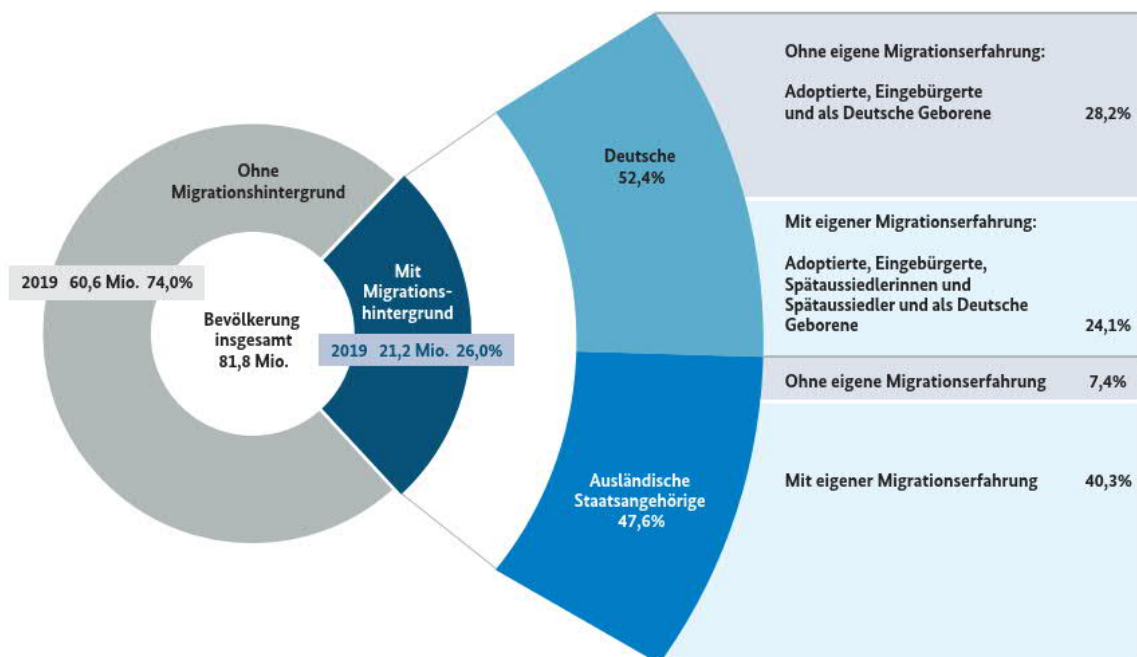 Ohne
Migrationshintergrund
2019 60,6 Mio. 74,0%
Bevölkerung
insgesamt
81,8 Mio.
Mit
Migrations-
hintergrund
2019 21,2 Mio. 26,0%
Deutsche
52,4%
Ausländische
Staatsangehörige
47,6%
Ohne eigene Migrationserfahrung:
Adoptierte, Eingebürgerte
und als Deutsche Geborene 28,2%
Mit eigener Migrationserfahrung:
Adoptierte, Eingebürgerte,
Spätaussiedlerinnen und
Spätaussiedler und als Deutsche
Geborene 24,1%
Ohne eigene Migrationserfahrung 7,4%
Mit eigener Migrationserfahrung 40,3%